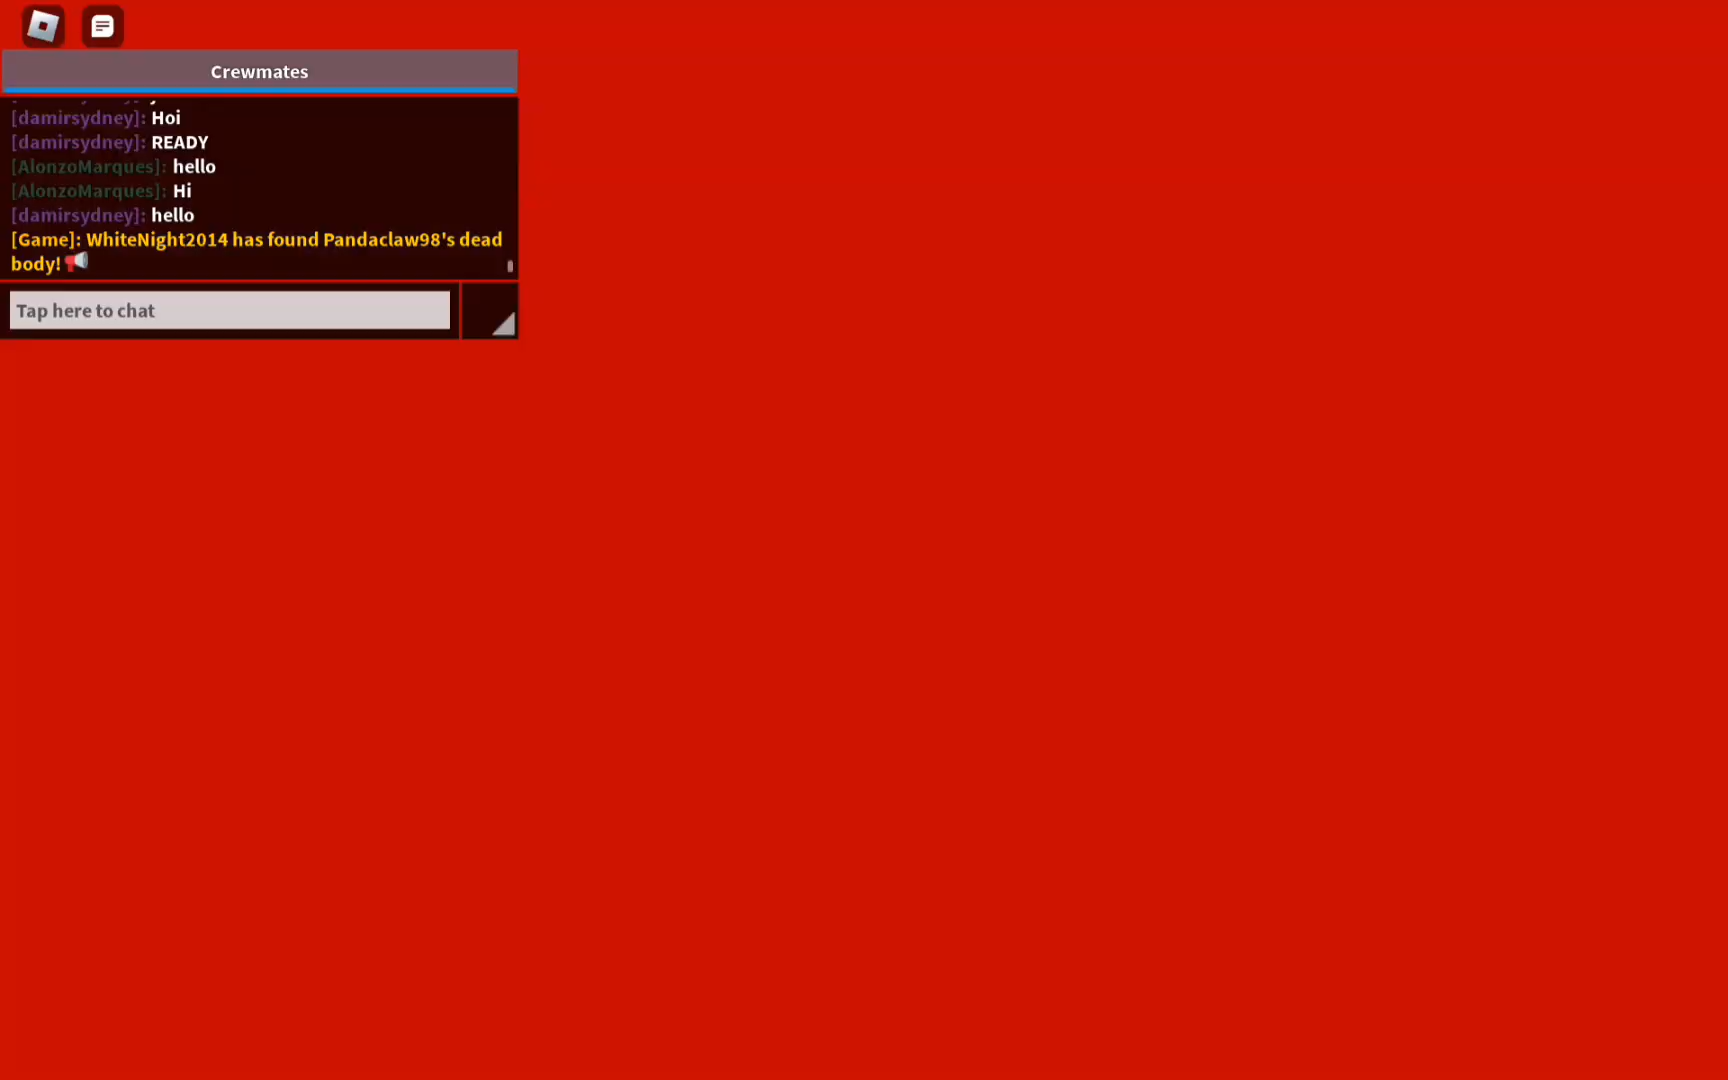 Crewmates
[damirsydney]: Hoi
[damirsydney]: READY
[AlonzoMarques]: hello
[AlonzoMarques]: Hi
[damirsydney]: hello
[Game]: WhiteNight2014 has found Pandaclaw98's dead
body!
Tap here to chat